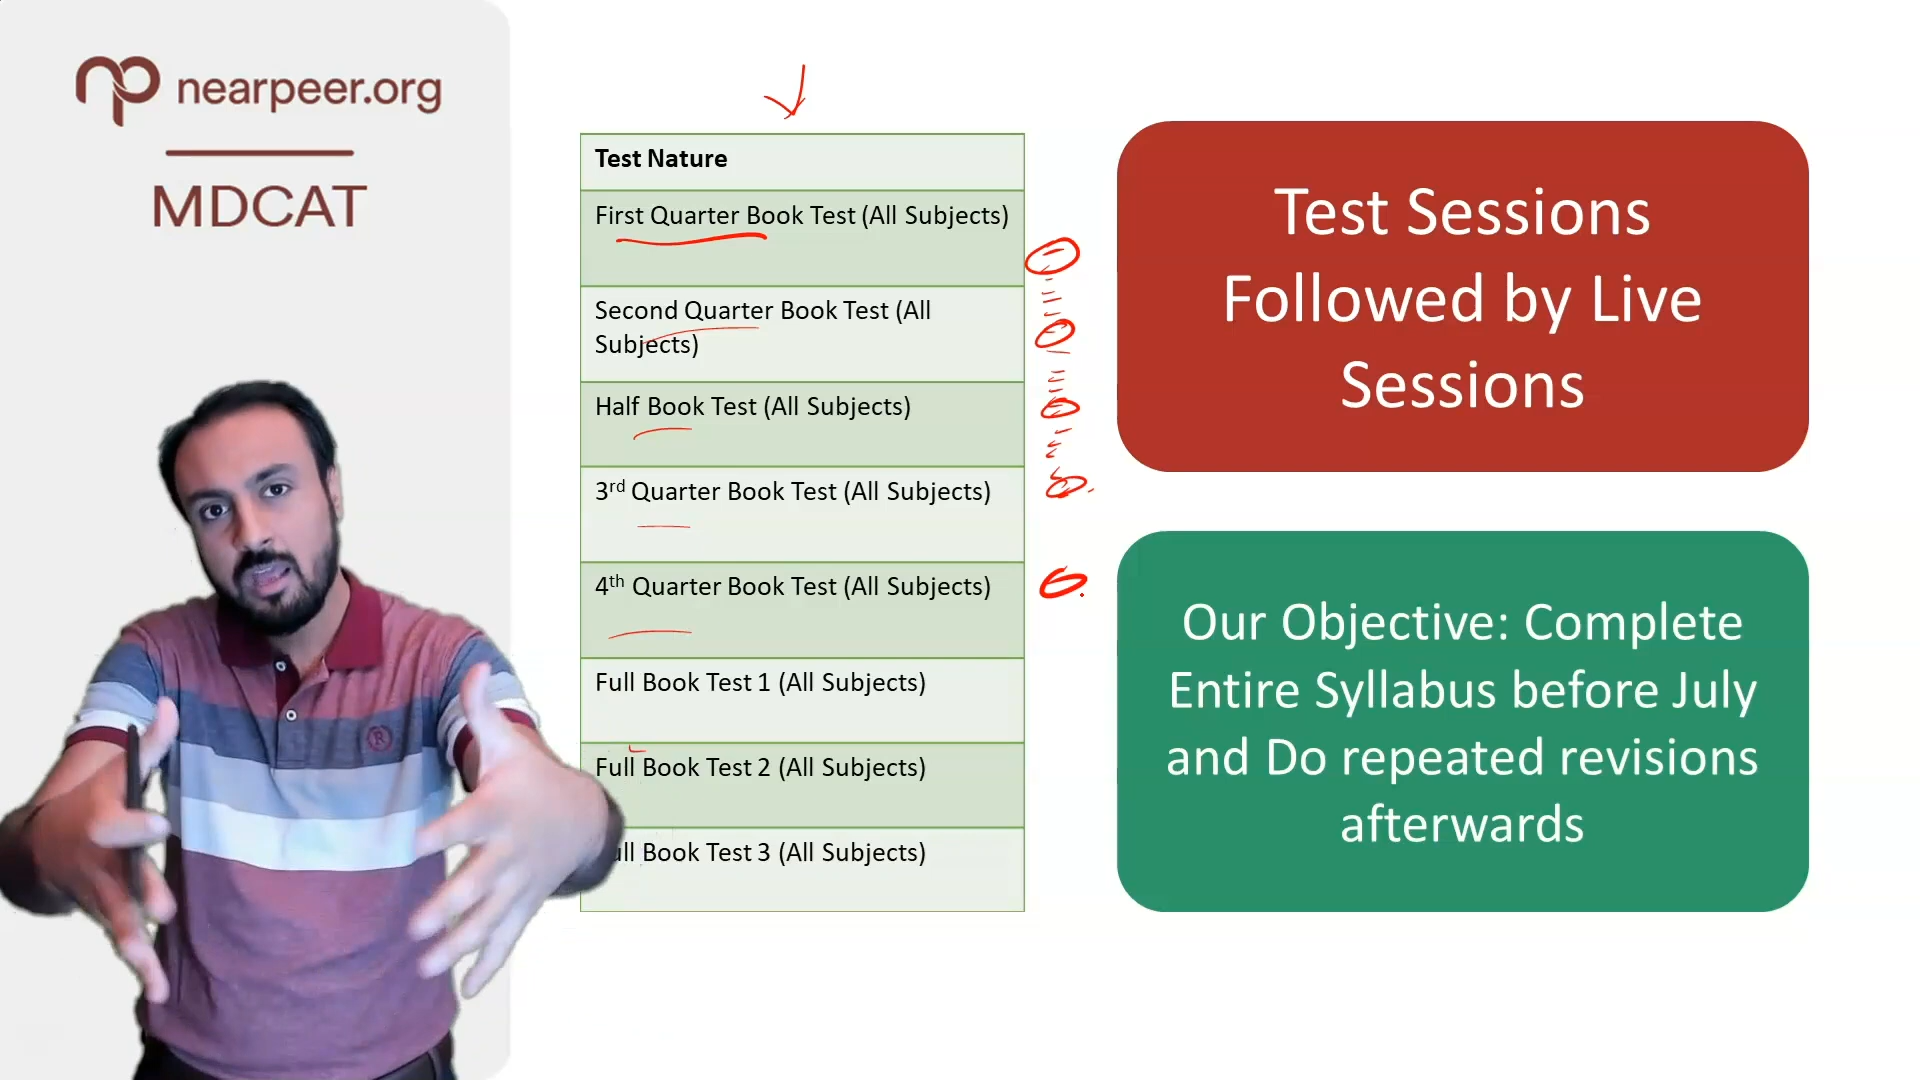 nearpeer.org
MDCAT
Test Nature
First Quarter Book Test (All Subjects)
Second Quarter Book Test (All
Subjects)
Half Book Test (All Subjects)
3rd Quarter Book Test (All Subjects)
4th Quarter Book Test (All Subjects)
Full Book Test 1 (All Subjects)
Full Book Test 2 (All Subjects)
ull Book Test 3 (All Subjects)
Test Sessions
Followed by Live
Sessions
Our Objective: Complete
Entire Syllabus before July
and Do repeated revisions
afterwards